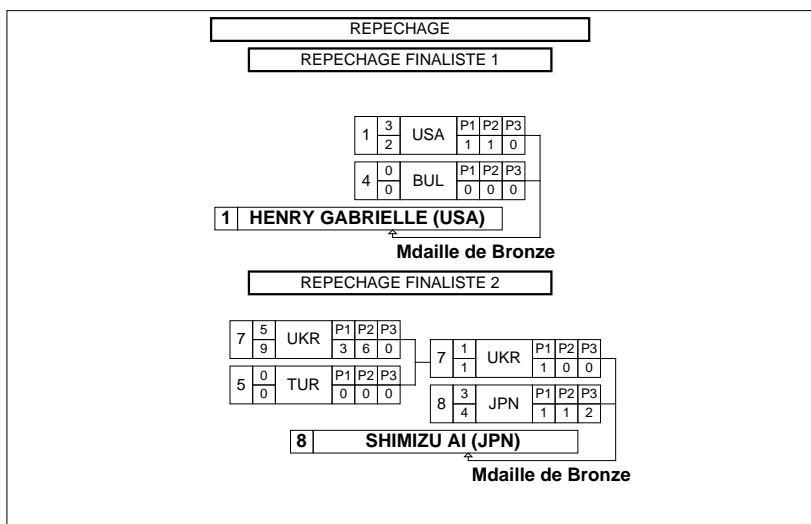 REPECHAGE
REPECHAGE FINALISTE 1
1 3 USA P1 P2 P3
2 1 1 0
4 0 BUL P1 P2 P3
0 0 0 0
1 HENRY GABRIELLE (USA)
Mdaille de Bronze
REPECHAGE FINALISTE 2
7 5 UKR P1 P2 P3
9 3 6 0
7 1 UKR P1 P2 P3
1 1 0 0
5 0 TUR P1 P2 P3
0 0 0 0
8 3 JPN P1 P2 P3
4 1 1 2
8 SHIMIZU AI (JPN)
Mdaille de Bronze